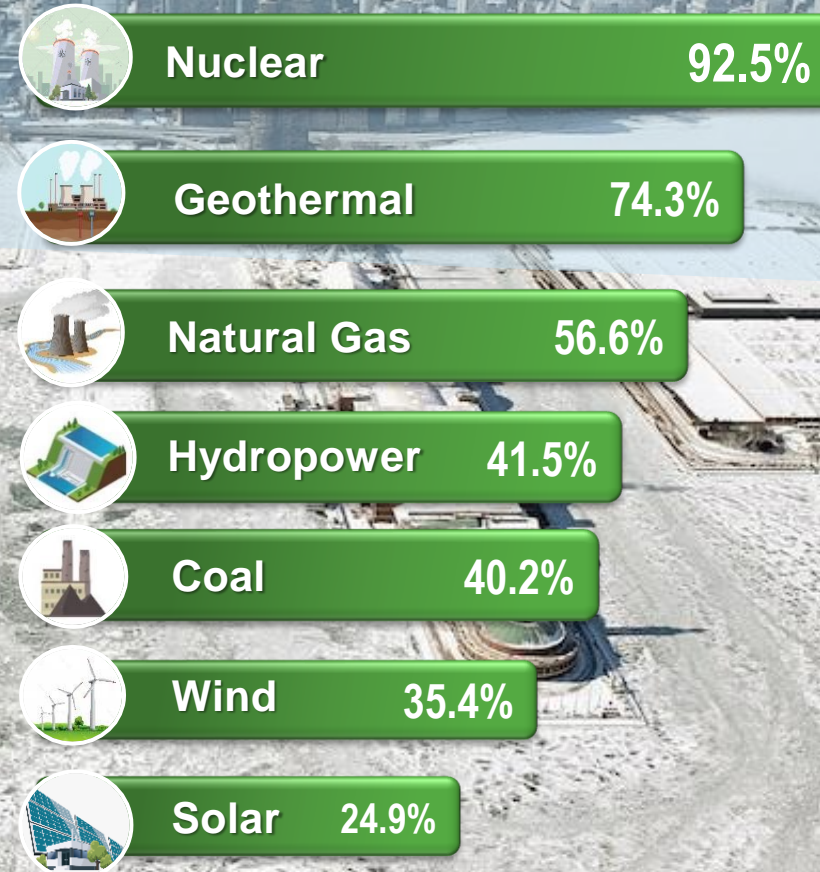 Nuclear 92.5%
Geothermal 74.3%
Natural Gas 56.6%
Hydropower 41.5%
Coal 40.2%
Wind 35.4%
Solar 24.9%